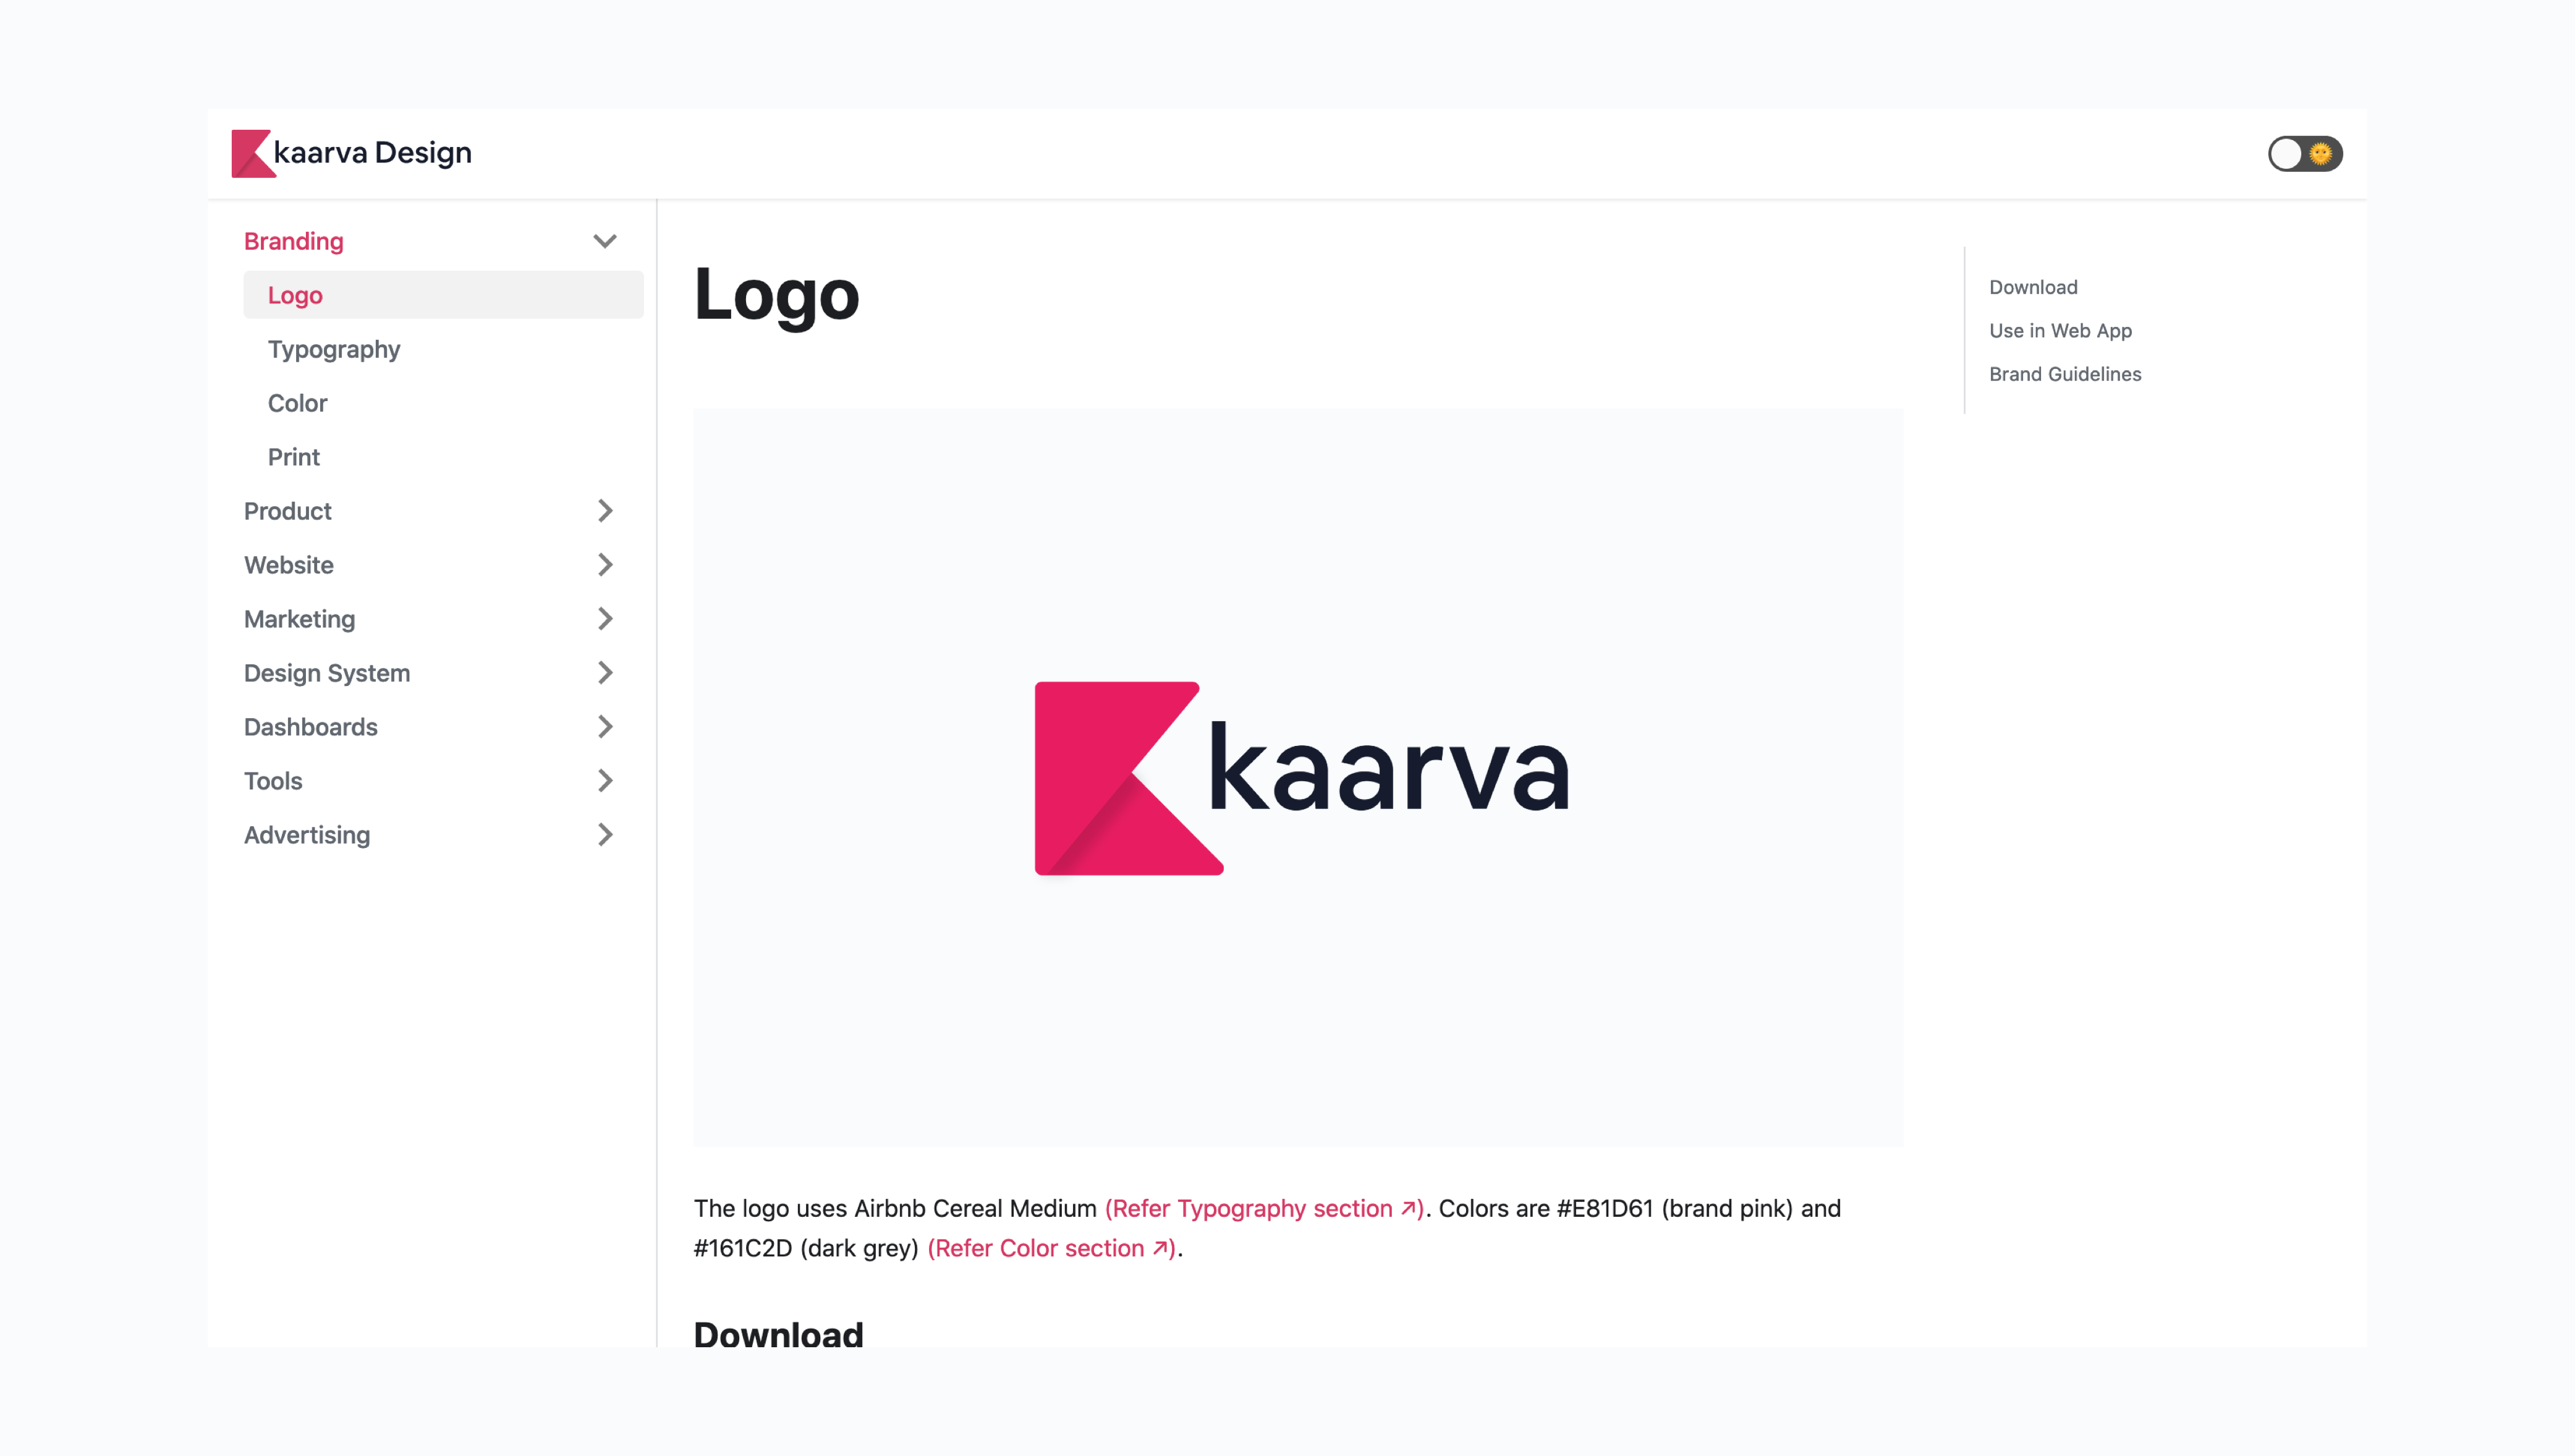 kaarva Design
Branding
Logo
Typography
Color
Print
Product
Website
Marketing
Design System
Dashboards
Tools
Advertising
Logo
kaarva
The logo uses Airbnb Cereal Medium (Refer Typography section ↗). Colors are #E81D61 (brand pink) and
#161C2D (dark grey) (Refer Color section ↗).
Download
Download
Use in Web App
Brand Guidelines